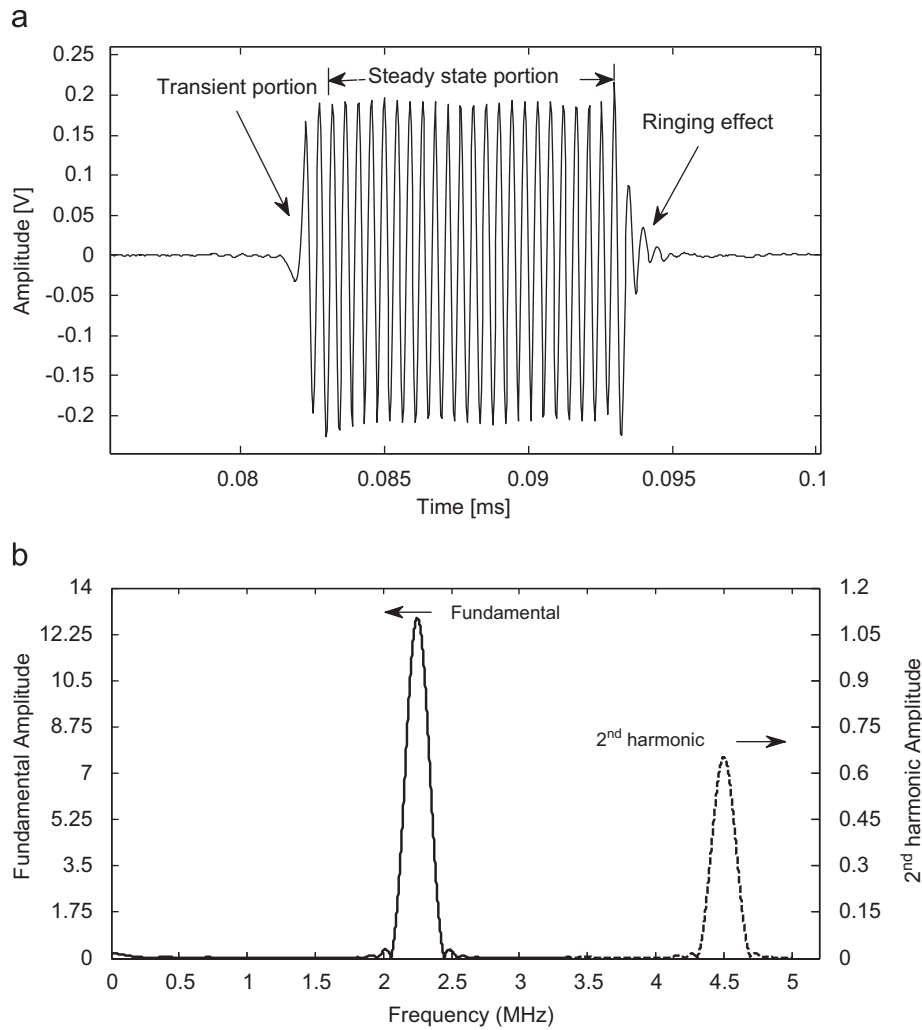 a
Steady state portion
Transient portion
Ringing effect
Amplitude [V]
0.25
0.2
0.15
0.1
0.05
0
-0.05
-0.1
-0.15
-0.2
0.08 0.085 0.09 0.095 0.1
Time [ms]
b
Fundamental
2nd harmonic
Fundamental Amplitude
14
12.25
10.5
8.75
7
5.25
3.5
1.75
0
1.2
1.05
0.9
0.75
0.6
0.45
0.3
0.15
0
2nd harmonic Amplitude
0 0.5 1 1.5 2 2.5 3 3.5 4 4.5 5
Frequency (MHz)